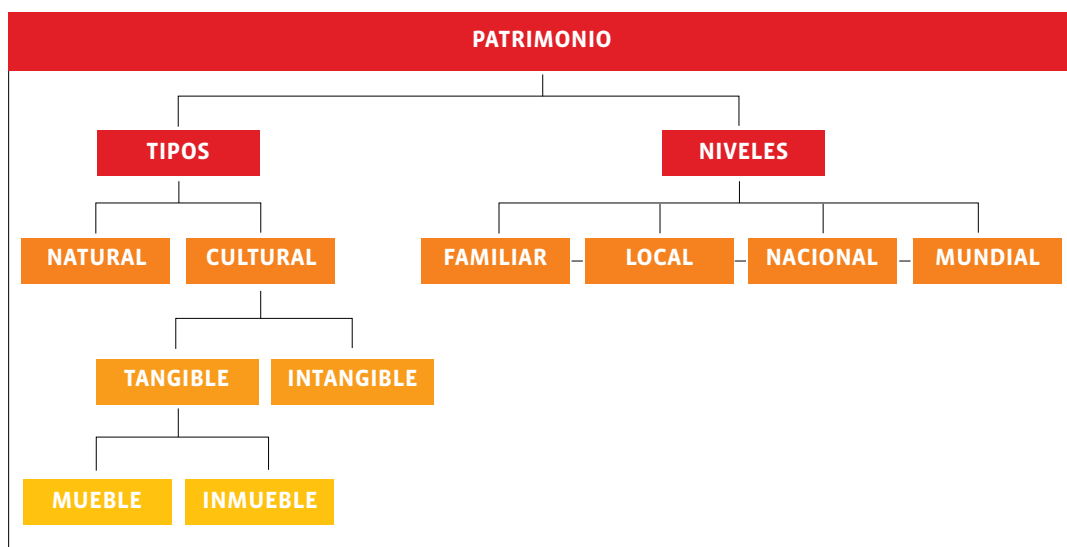 PATRIMONIO
TIPOS NIVELES
NATURAL CULTURAL FAMILIAR LOCAL NACIONAL MUNDIAL
TANGIBLE INTANGIBLE
MUEBLE INMUEBLE